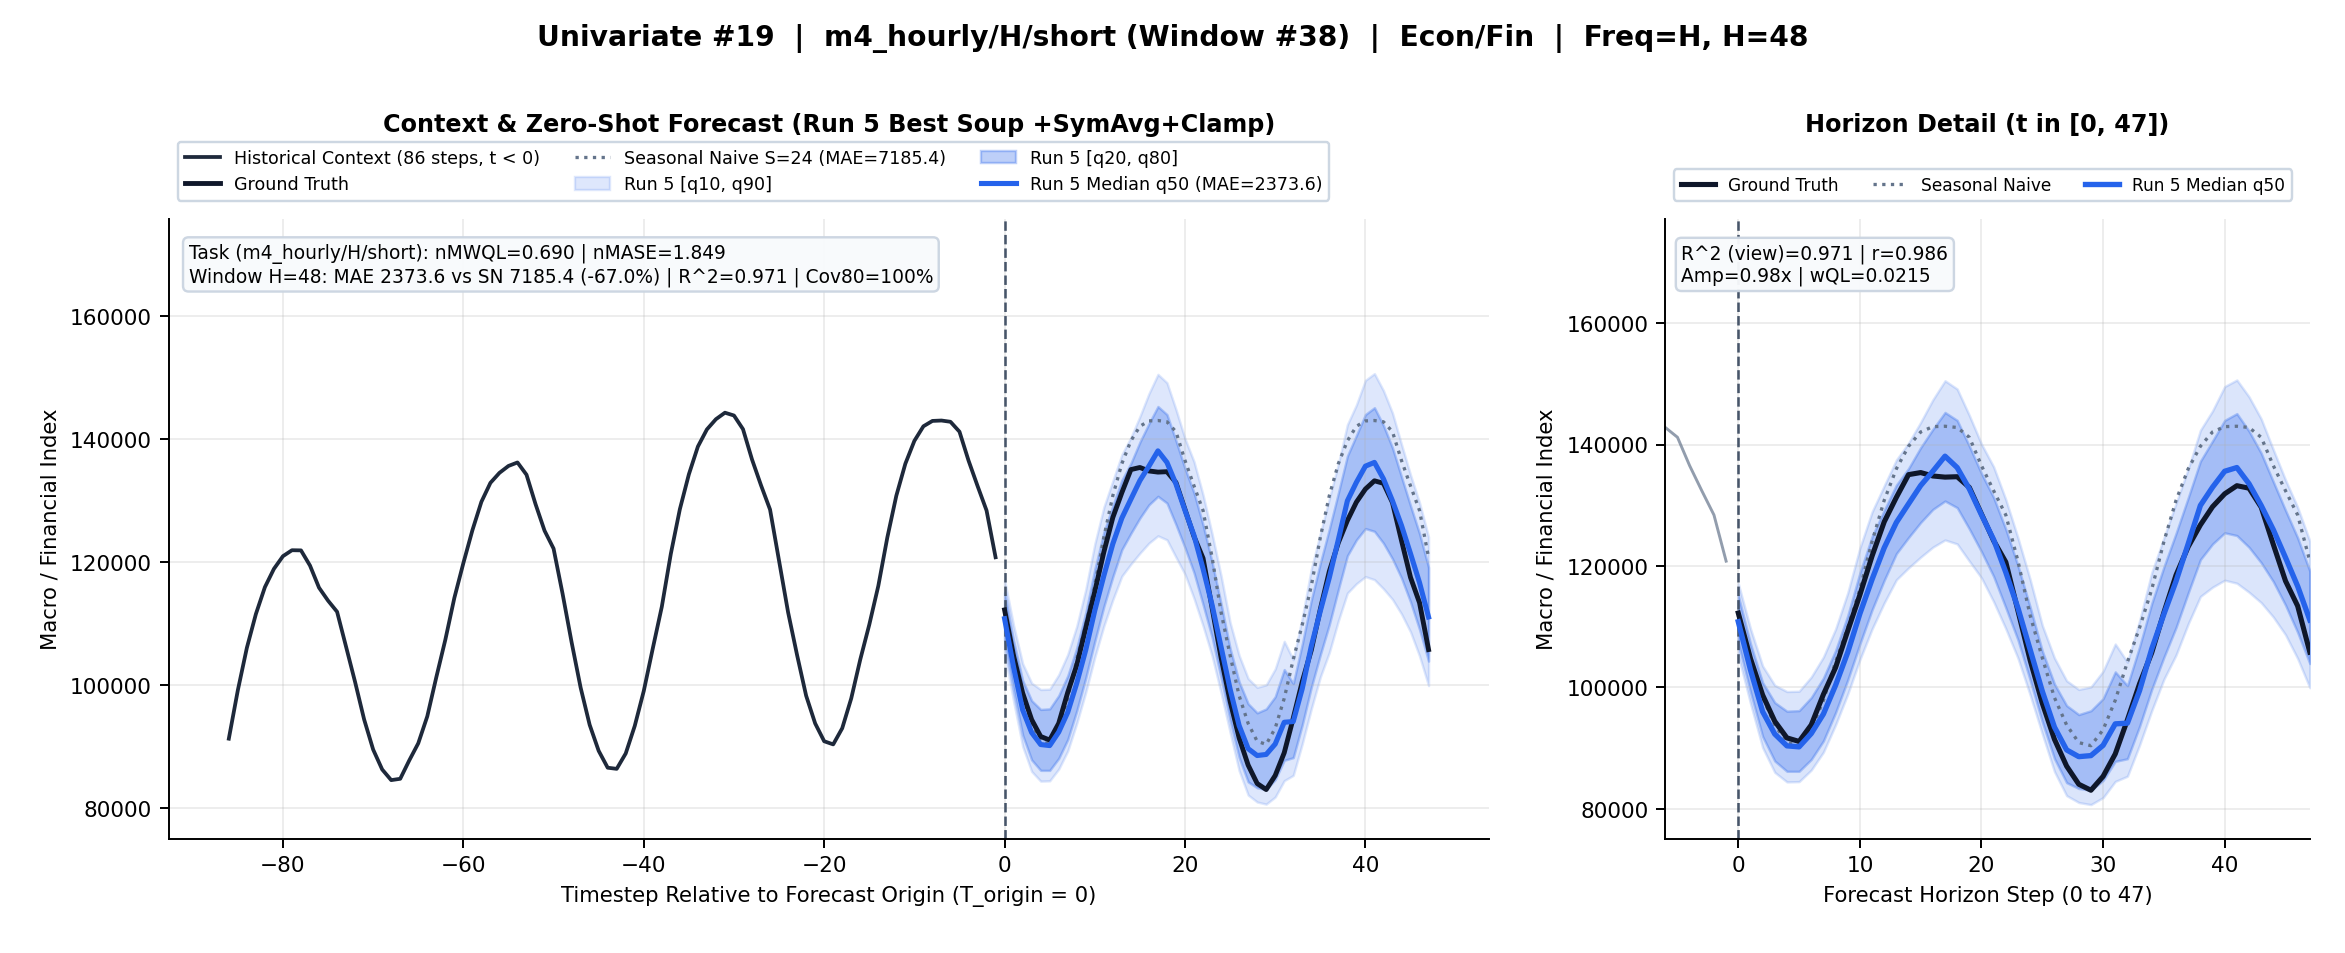 Univariate #19 | m4_hourly/H/short (Window #38) | Econ/Fin | Freq=H, H=48
Context & Zero-Shot Forecast (Run 5 Best Soup +SymAvg+Clamp)
Historical Context (86 steps, t < 0)
Ground Truth
Seasonal Naive S=24 (MAE=7185.4)
Run 5 [q10, q90]
Run 5 [q20, q80]
Run 5 Median q50 (MAE=2373.6)
Task (m4_hourly/H/short): nMWQL=0.690 | nMASE=1.849
Window H=48: MAE 2373.6 vs SN 7185.4 (-67.0%) | R^2=0.971 | Cov80=100%
Macro / Financial Index
160000
140000
120000
100000
80000
−80
−60
−40
−20
0
20
40
Timestep Relative to Forecast Origin (T_origin = 0)
Horizon Detail (t in [0, 47])
Ground Truth
Seasonal Naive
Run 5 Median q50
R^2 (view)=0.971 | r=0.986
Amp=0.98x | wQL=0.0215
Macro / Financial Index
160000
140000
120000
100000
80000
0
10
20
30
40
Forecast Horizon Step (0 to 47)